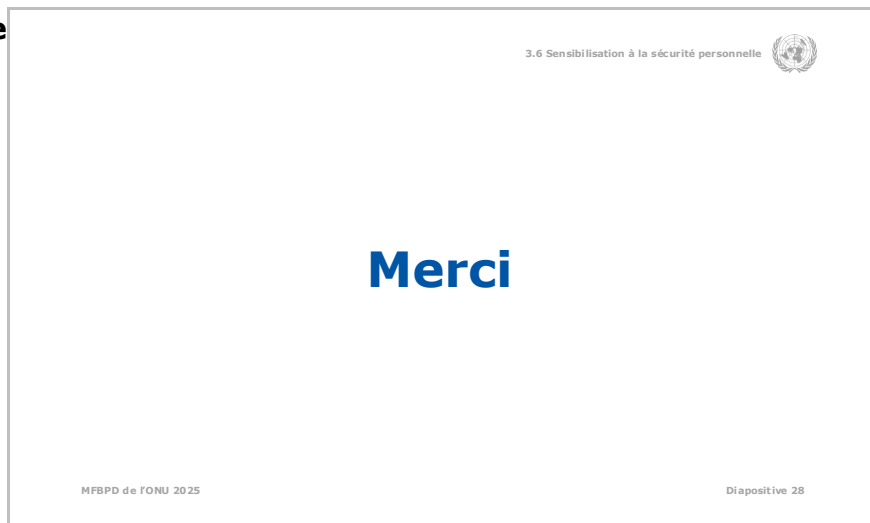 e
3.6 Sensibilisation à la sécurité personnelle
Merci
MFBPD de l'ONU 2025
Diapositive 28